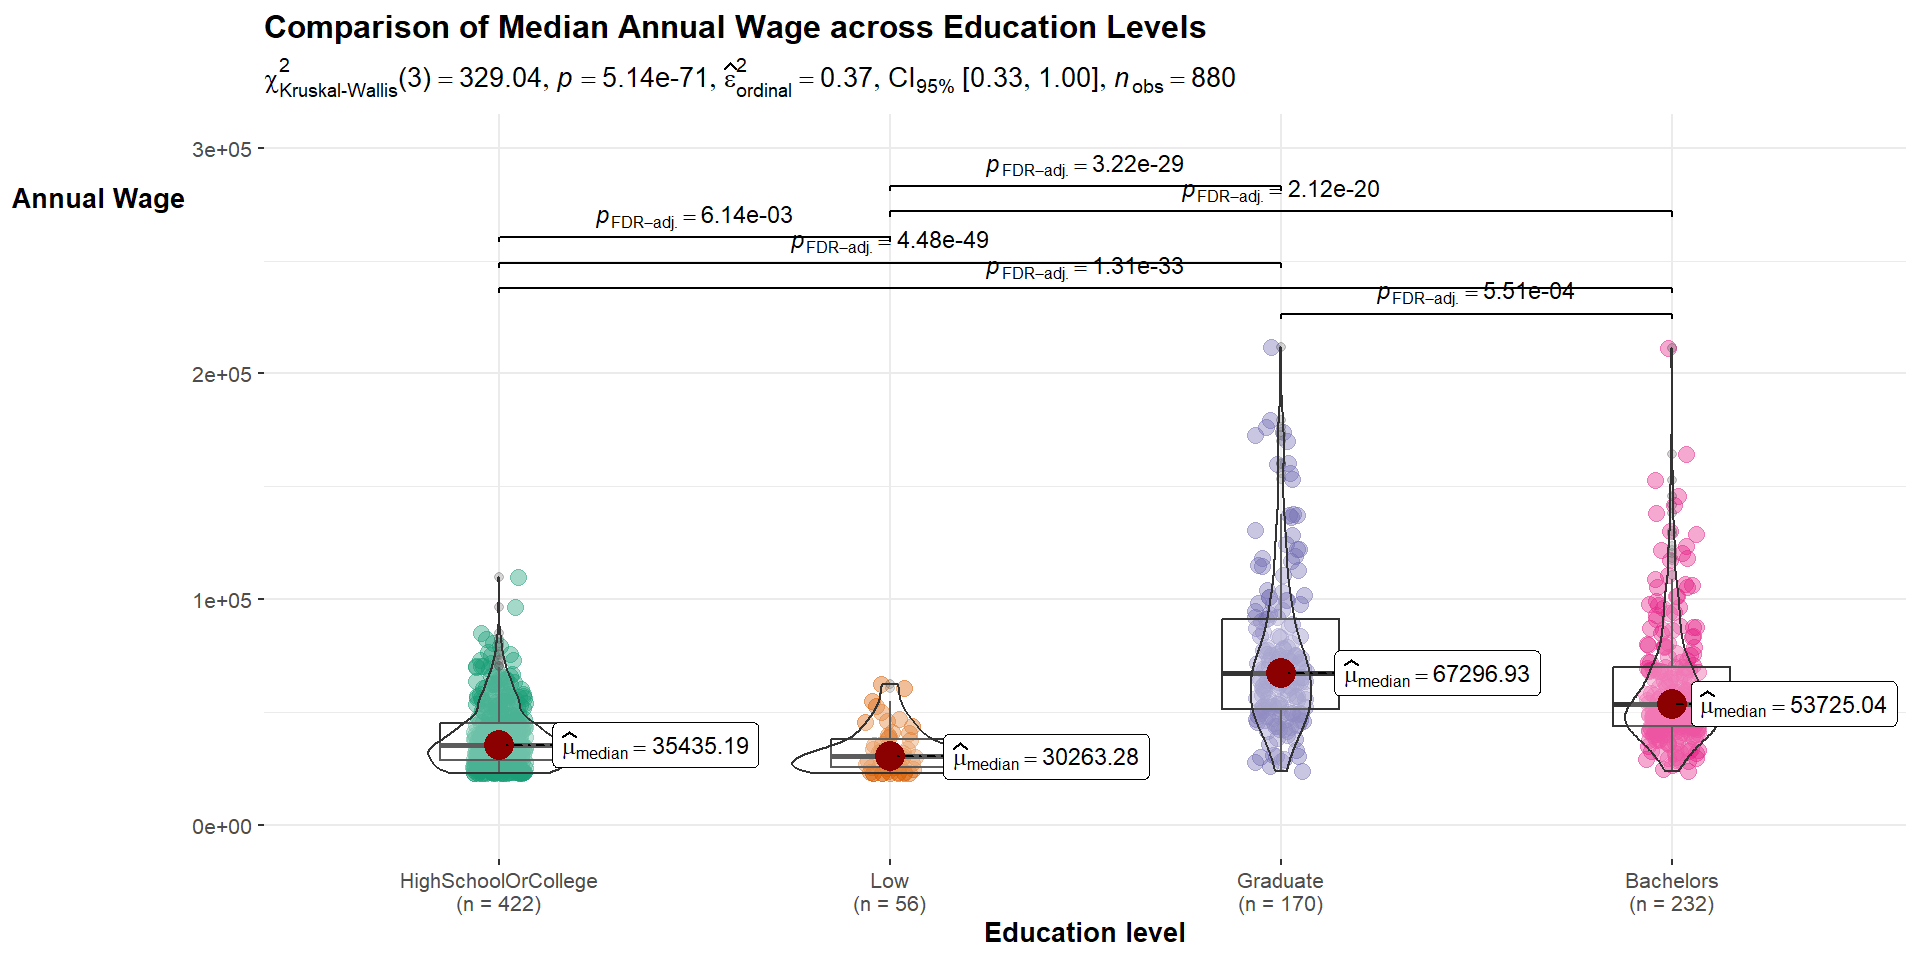 Comparison of Median Annual Wage across Education Levels
χ²Kruskal-Wallis(3) = 329.04, p = 5.14e-71, ε̂²ordinal = 0.37, CI95% [0.33, 1.00], nobs = 880
3e+05
pFDR–adj. = 3.22e-29
pFDR–adj. = 2.12e-20
Annual Wage
pFDR–adj. = 6.14e-03
pFDR–adj. = 4.48e-49
pFDR–adj. = 1.31e-33
pFDR–adj. = 5.51e-04
2e+05
1e+05
μ̂median = 67296.93
μ̂median = 53725.04
μ̂median = 35435.19
μ̂median = 30263.28
0e+00
HighSchoolOrCollege
(n = 422)
Low
(n = 56)
Graduate
(n = 170)
Bachelors
(n = 232)
Education level